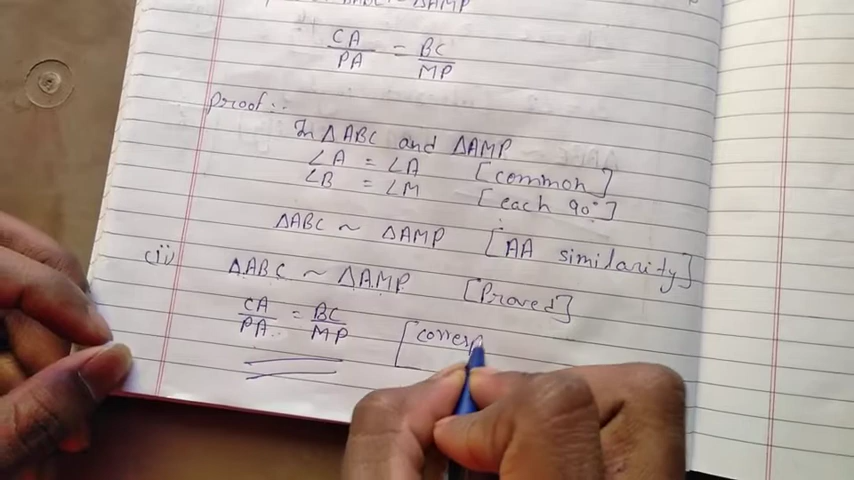 ~ ΔAMP
CA/PA = BC/MP
Proof:-
In ΔABC and ΔAMP
∠A = ∠A [common]
∠B = ∠M [each 90°]
ΔABC ~ ΔAMP [AA similarity]
(ii) ΔABC ~ ΔAMP [Proved]
CA/PA = BC/MP [corresp